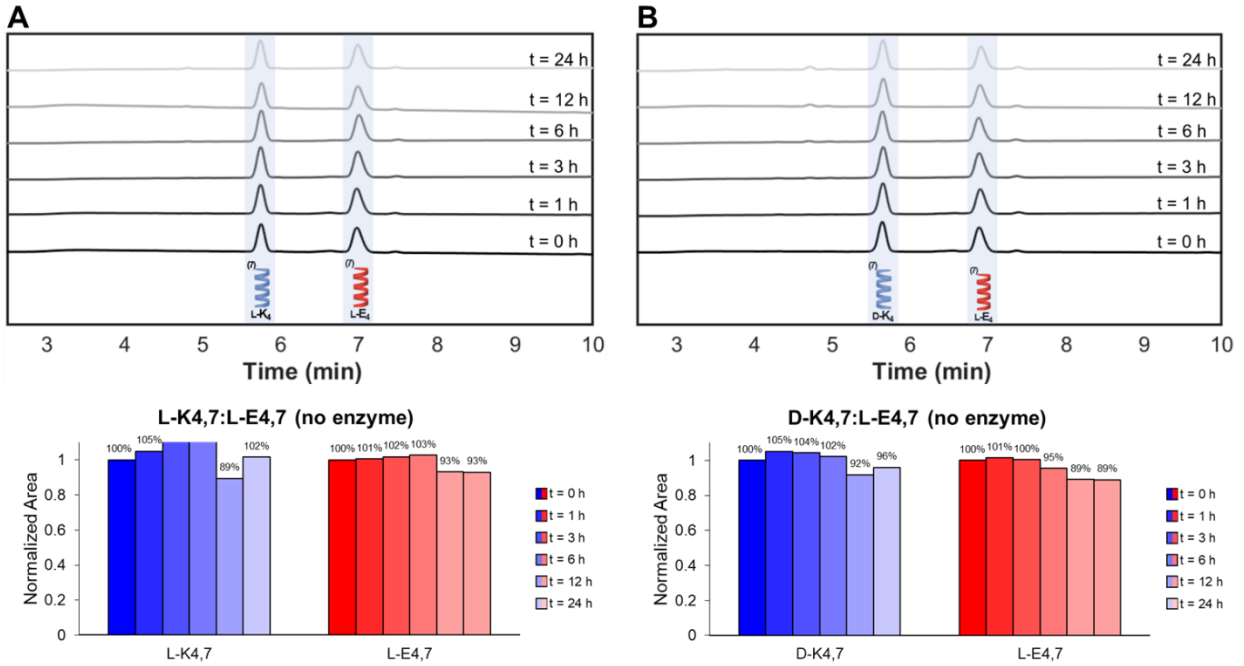 A
t = 24 h
t = 12 h
t = 6 h
t = 3 h
t = 1 h
t = 0 h
(7) (7)
L-K4 L-E4
3 4 5 6 7 8 9 10
Time (min)
B
t = 24 h
t = 12 h
t = 6 h
t = 3 h
t = 1 h
t = 0 h
(7) (7)
D-K4 L-E4
3 4 5 6 7 8 9 10
Time (min)
L-K4,7:L-E4,7 (no enzyme)
Normalized Area
1
0.8
0.6
0.4
0.2
0
100% 105% 89% 102% 100% 101% 102% 103% 93% 93%
L-K4,7 L-E4,7
t = 0 h
t = 1 h
t = 3 h
t = 6 h
t = 12 h
t = 24 h
D-K4,7:L-E4,7 (no enzyme)
Normalized Area
1
0.8
0.6
0.4
0.2
0
100% 105% 104% 102% 92% 96% 100% 101% 100% 95% 89% 89%
D-K4,7 L-E4,7
t = 0 h
t = 1 h
t = 3 h
t = 6 h
t = 12 h
t = 24 h